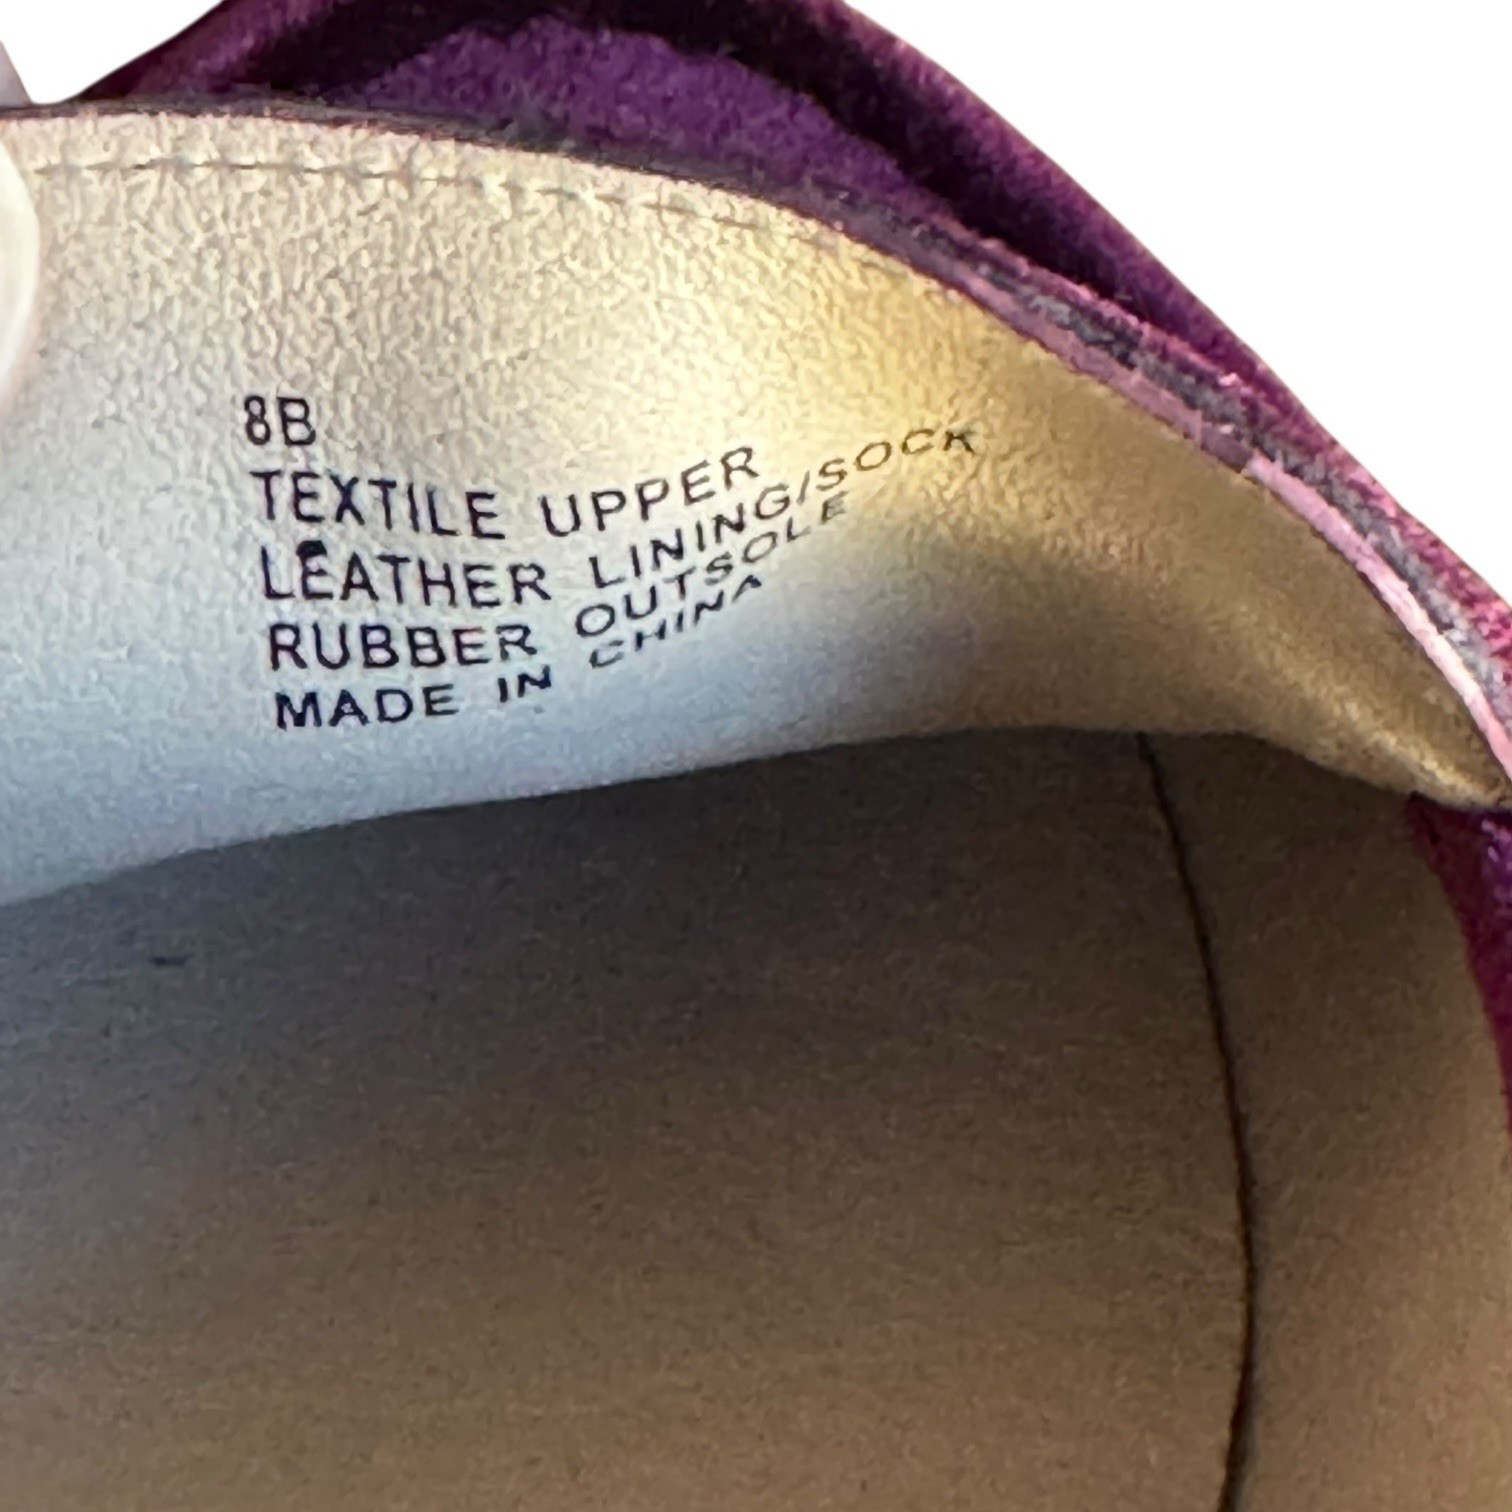 8B
TEXTILE UPPER
LEATHER LINING/SOCK
RUBBER OUTSOLE
MADE IN CHINA